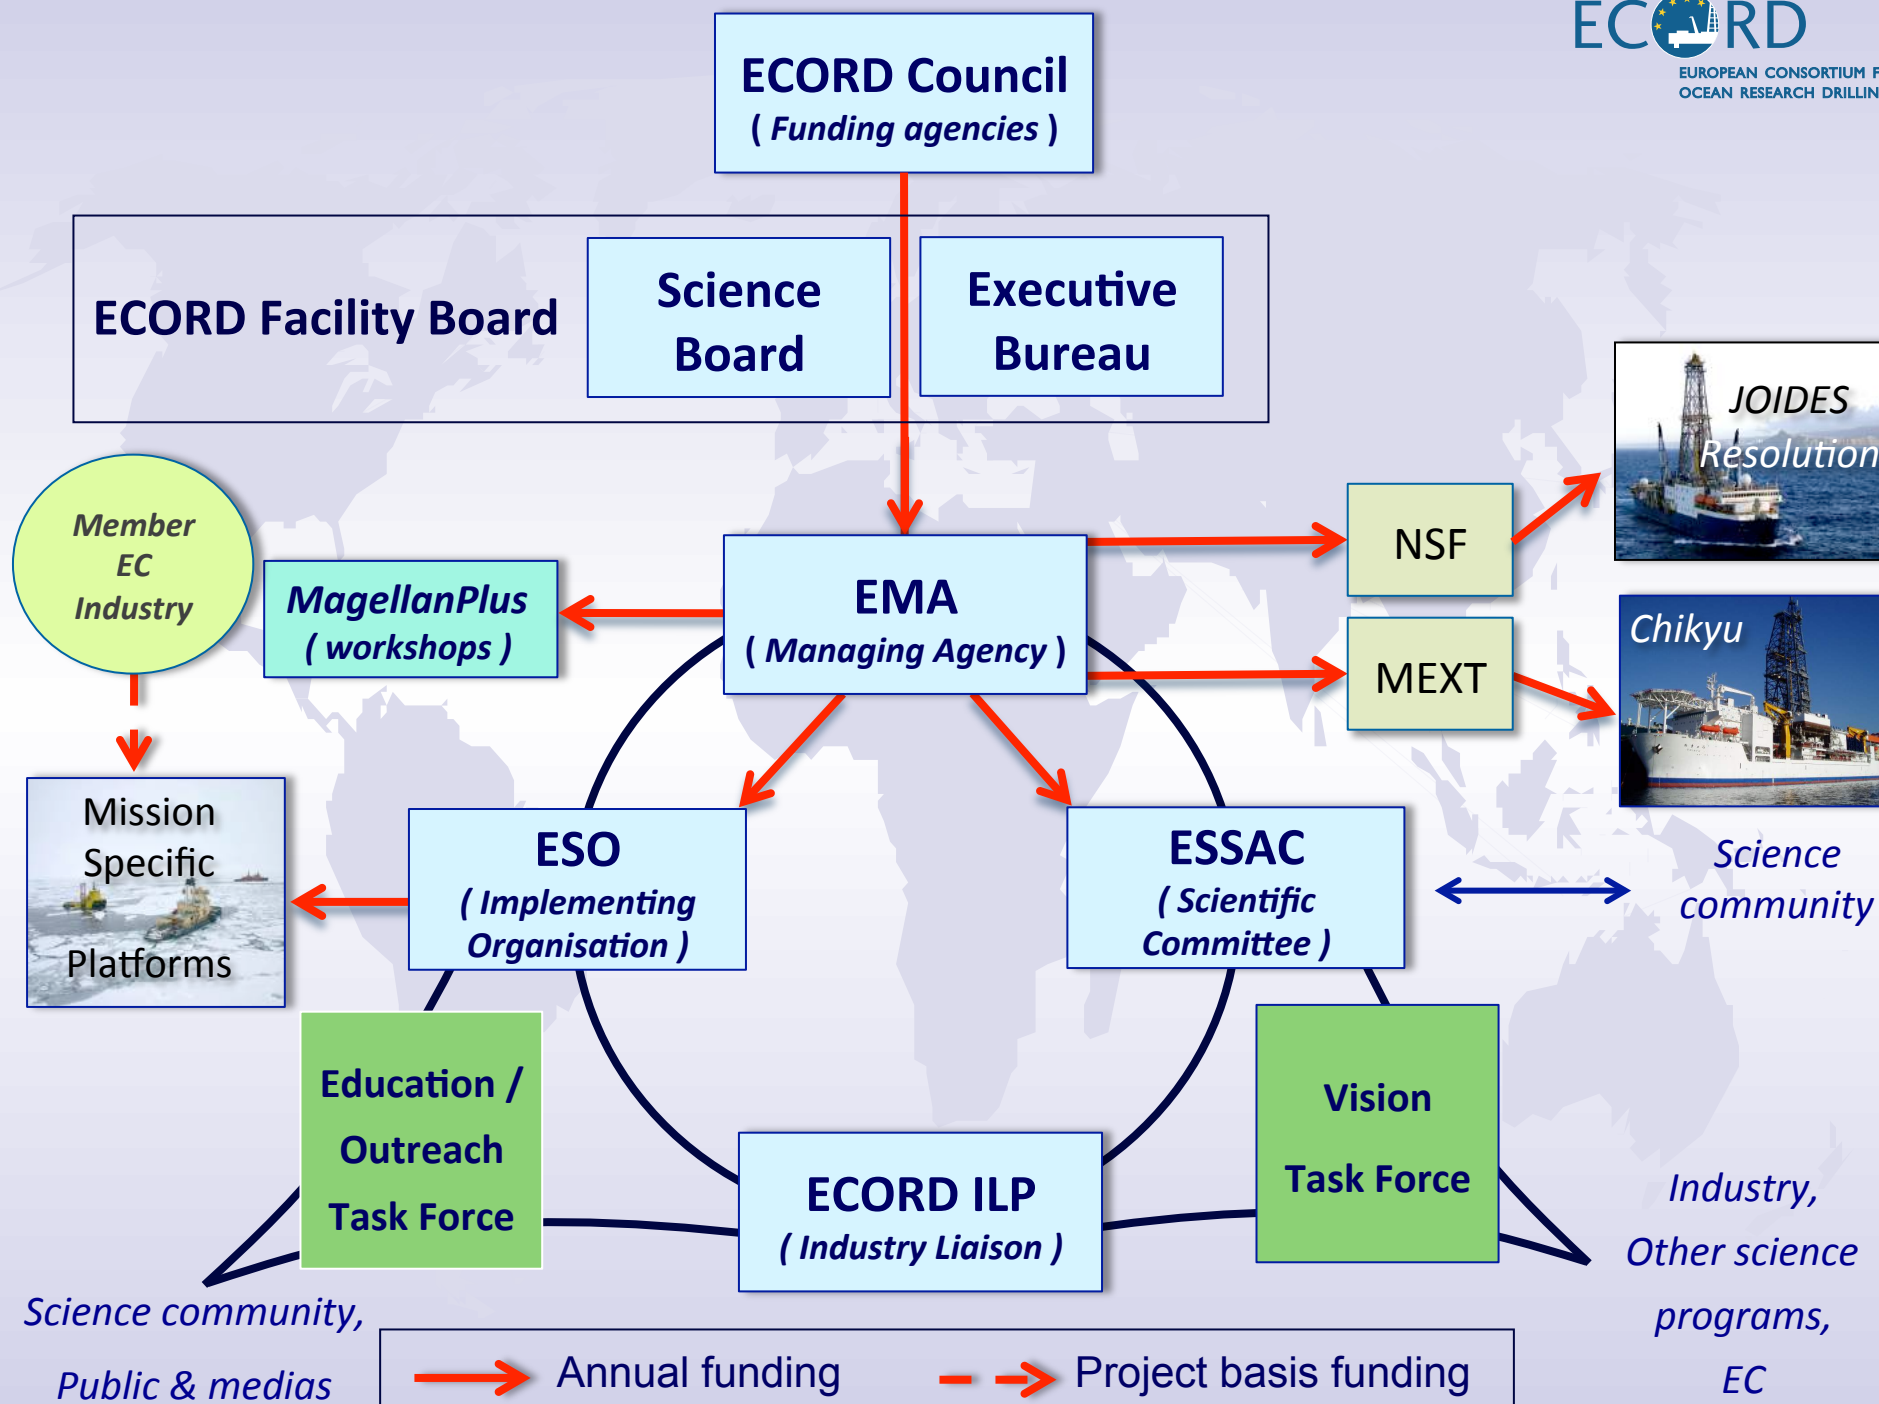 ECORD
EUROPEAN CONSORTIUM F
OCEAN RESEARCH DRILLIN
ECORD Council
( Funding agencies )
ECORD Facility Board
Science
Board
Executive
Bureau
JOIDES
Resolution
Member
EC
Industry
MagellanPlus
( workshops )
EMA
( Managing Agency )
NSF
MEXT
Chikyu
Mission
Specific
Platforms
ESO
( Implementing
Organisation )
ESSAC
( Scientific
Committee )
Science
community
Education /
Outreach
Task Force
Vision
Task Force
ECORD ILP
( Industry Liaison )
Science community,
Public & medias
Industry,
Other science
programs,
EC
Annual funding
Project basis funding